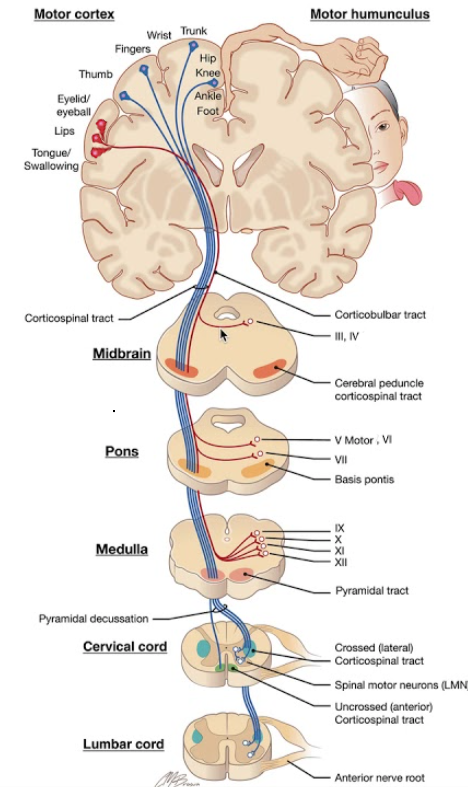 Motor cortex
Motor humunculus
Trunk
Wrist
Fingers
Hip
Thumb
Knee
Eyelid/
eyeball
Ankle
Foot
Lips
Tongue/
Swallowing
Corticospinal tract
Corticobulbar tract
III, IV
Midbrain
Cerebral peduncle
corticospinal tract
V Motor , VI
Pons
VII
Basis pontis
IX
X
Medulla
XI
XII
Pyramidal tract
Pyramidal decussation
Cervical cord
Crossed (lateral)
Corticospinal tract
Spinal motor neurons (LMN
Uncrossed (anterior)
Corticospinal tract
Lumbar cord
Anterior nerve root